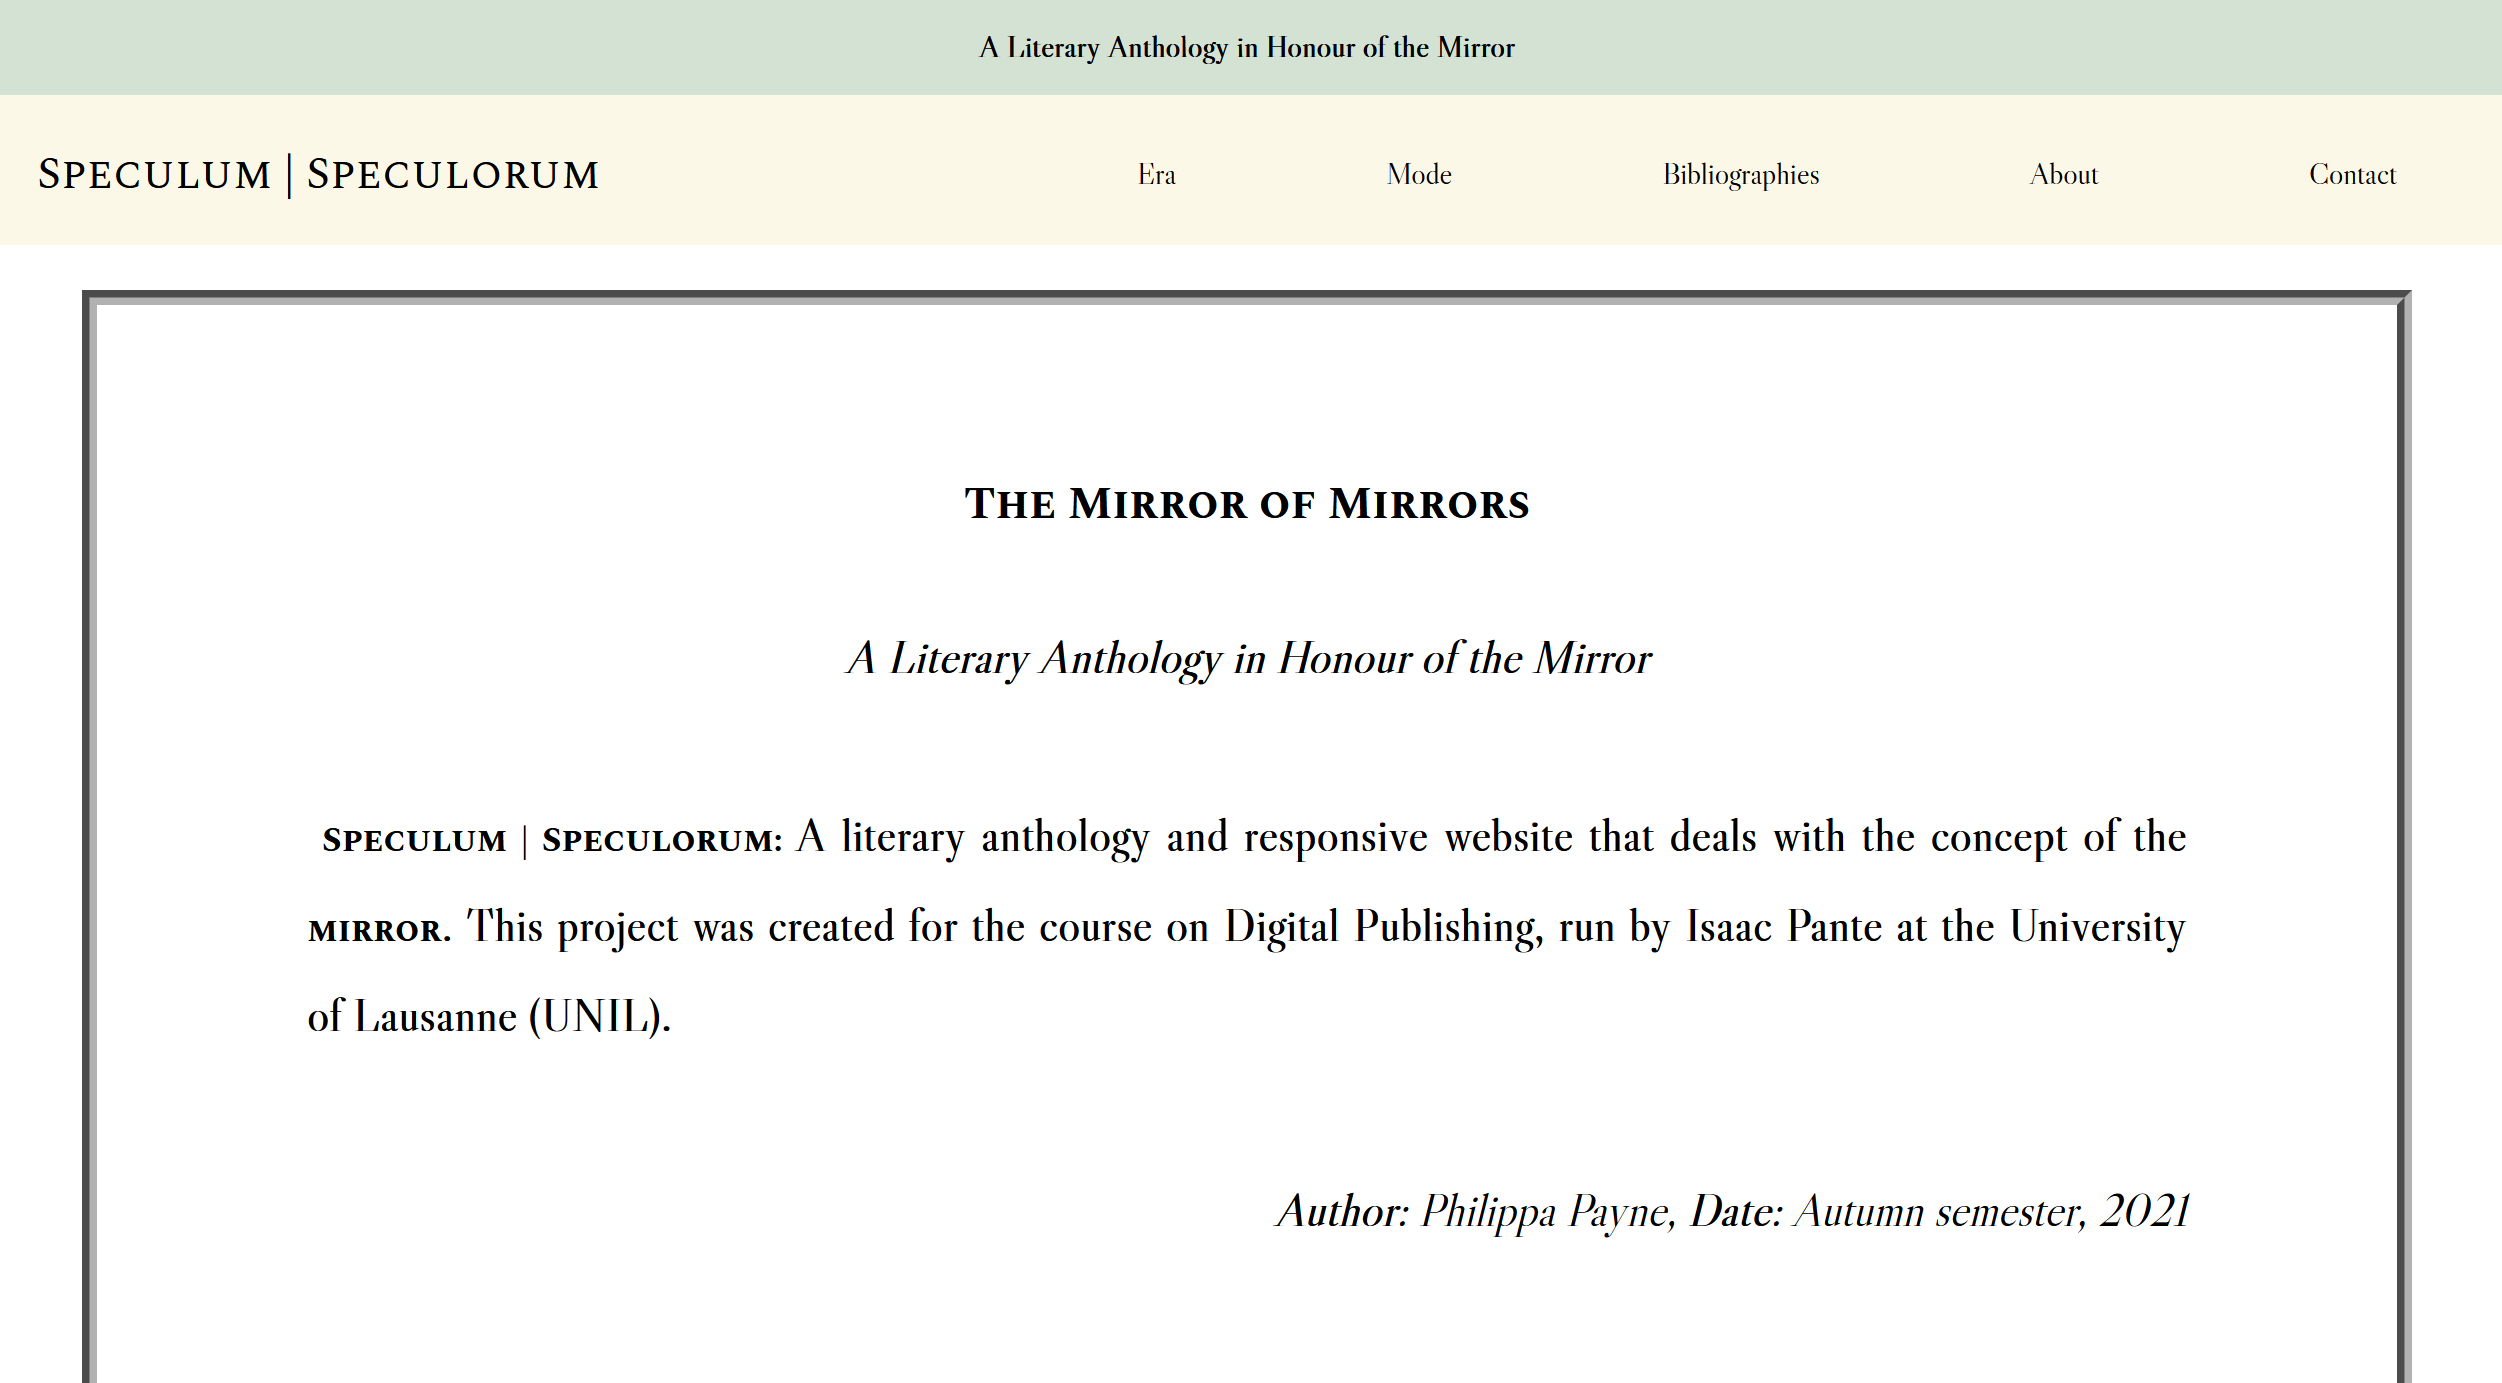 A Literary Anthology in Honour of the Mirror
Speculum | Speculorum
Era
Mode
Bibliographies
About
Contact
The Mirror of Mirrors
A Literary Anthology in Honour of the Mirror
Speculum | Speculorum: A literary anthology and responsive website that deals with the concept of the
mirror. This project was created for the course on Digital Publishing, run by Isaac Pante at the University
of Lausanne (UNIL).
Author: Philippa Payne, Date: Autumn semester, 2021